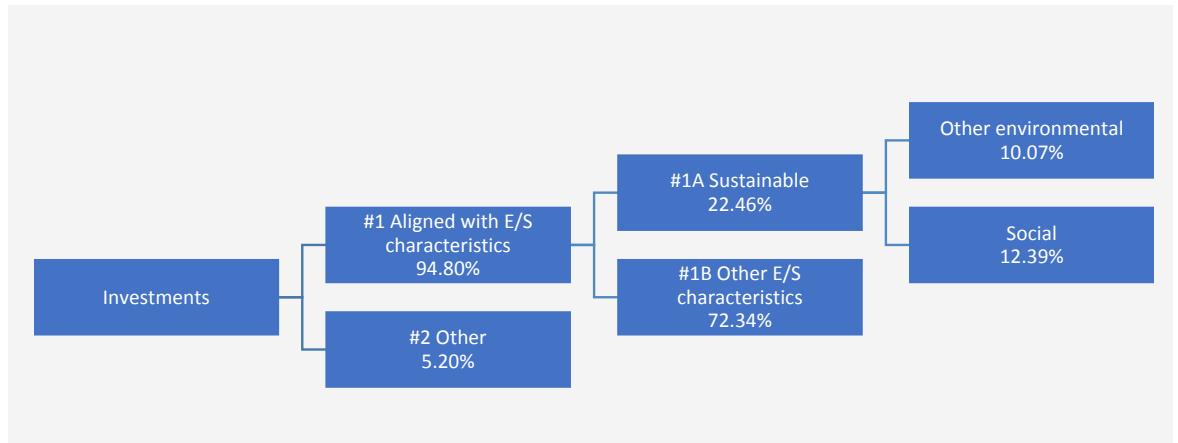 Investments
#1 Aligned with E/S
characteristics
94.80%
#2 Other
5.20%
#1A Sustainable
22.46%
#1B Other E/S
characteristics
72.34%
Other environmental
10.07%
Social
12.39%